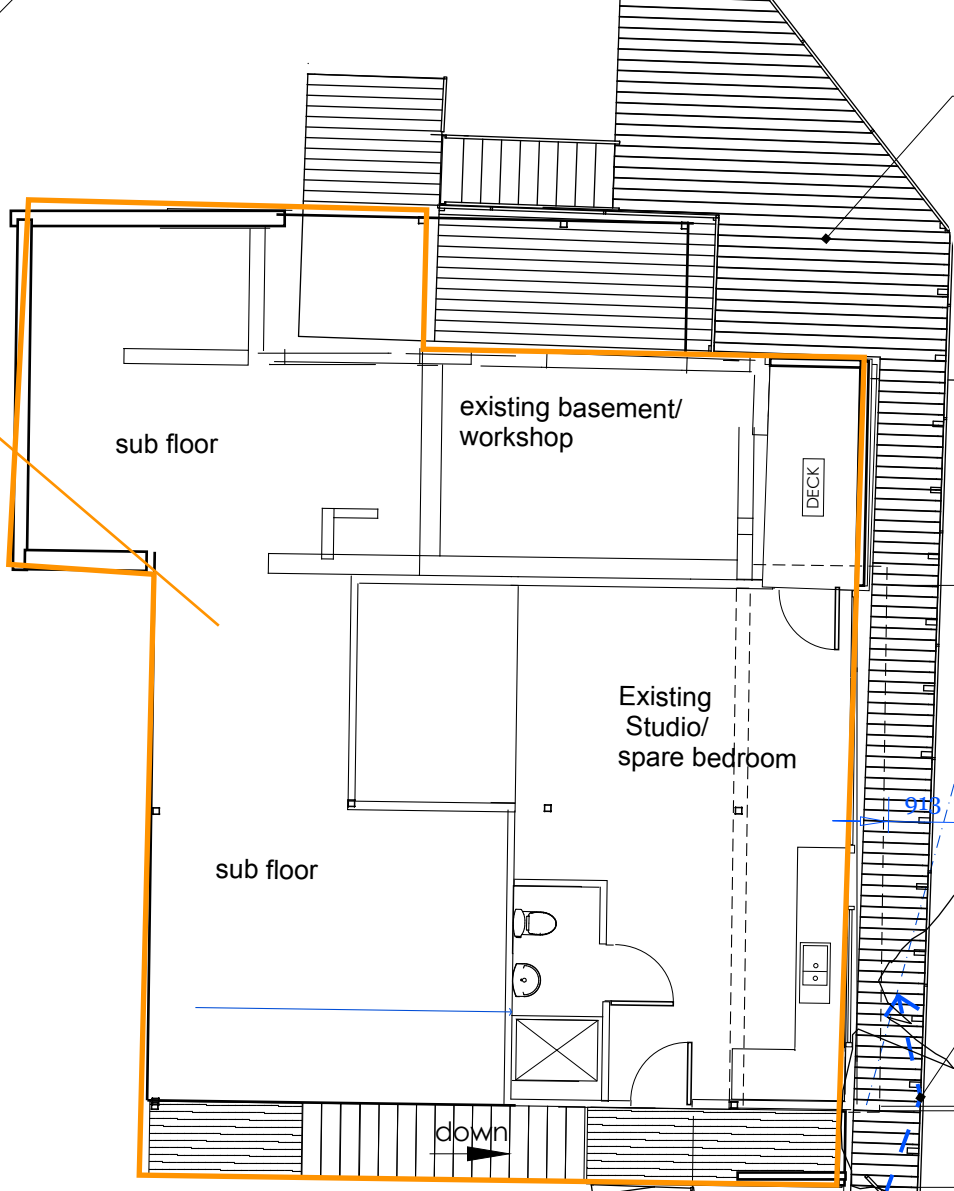 existing basement/
workshop
sub floor
DECK
Existing
Studio/
spare bedroom
913
sub floor
down